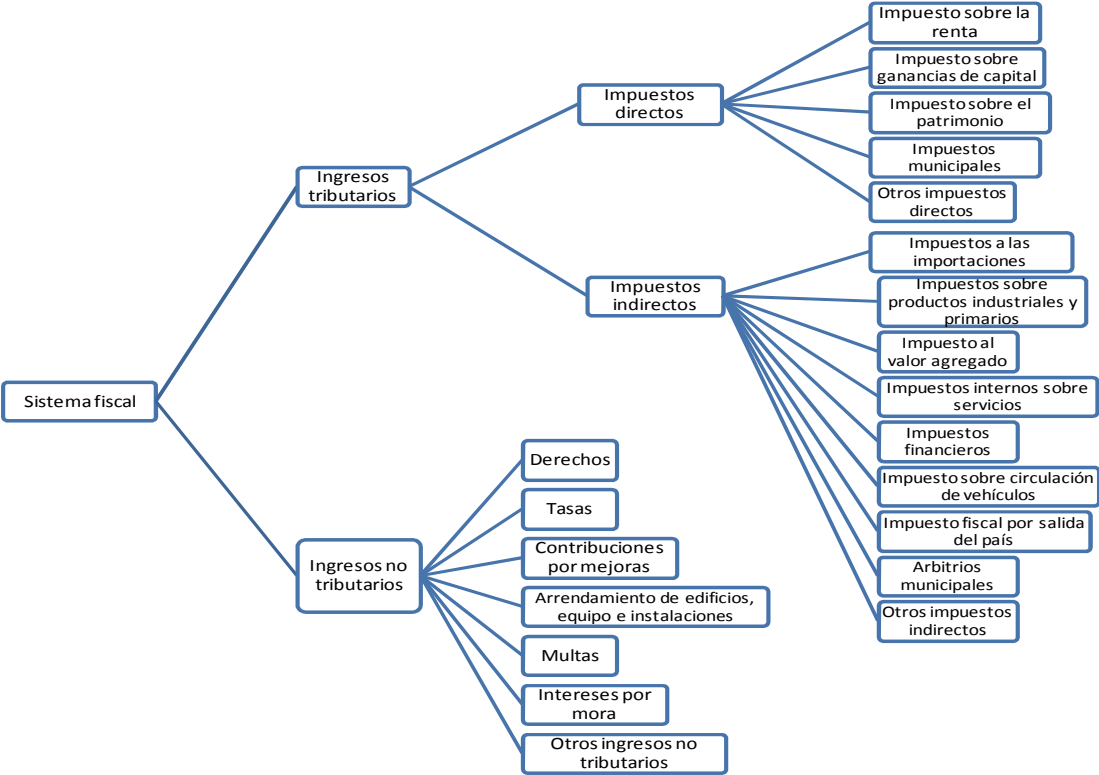 Sistema fiscal
Ingresos
tributarios
Impuestos
directos
Impuesto sobre la
renta
Impuesto sobre
ganancias de capital
Impuesto sobre el
patrimonio
Impuestos
municipales
Otros impuestos
directos
Impuestos
indirectos
Impuestos a las
importaciones
Impuestos sobre
productos industriales y
primarios
Impuesto al
valor agregado
Impuestos internos sobre
servicios
Impuestos
financieros
Impuesto sobre circulación
de vehículos
Impuesto fiscal por salida
del país
Arbitrios
municipales
Otros impuestos
indirectos
Ingresos no
tributarios
Derechos
Tasas
Contribuciones
por mejoras
Arrendamiento de edificios,
equipo e instalaciones
Multas
Intereses por
mora
Otros ingresos no
tributarios